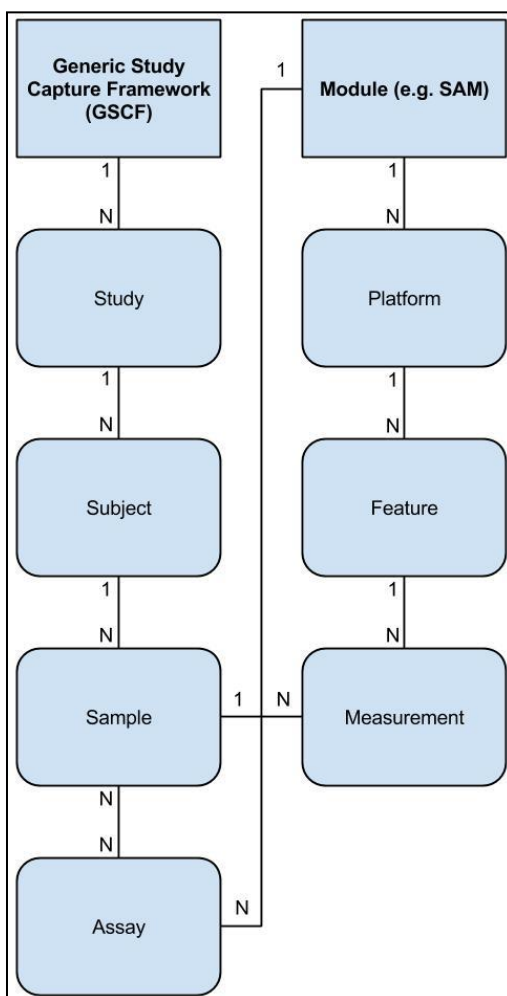 Generic Study
Capture Framework
(GSCF)
1
Module (e.g. SAM)
1
1
N
N
Study
Platform
1
1
N
N
Subject
Feature
1
1
N
N
Sample
1
N
Measurement
N
N
Assay
N